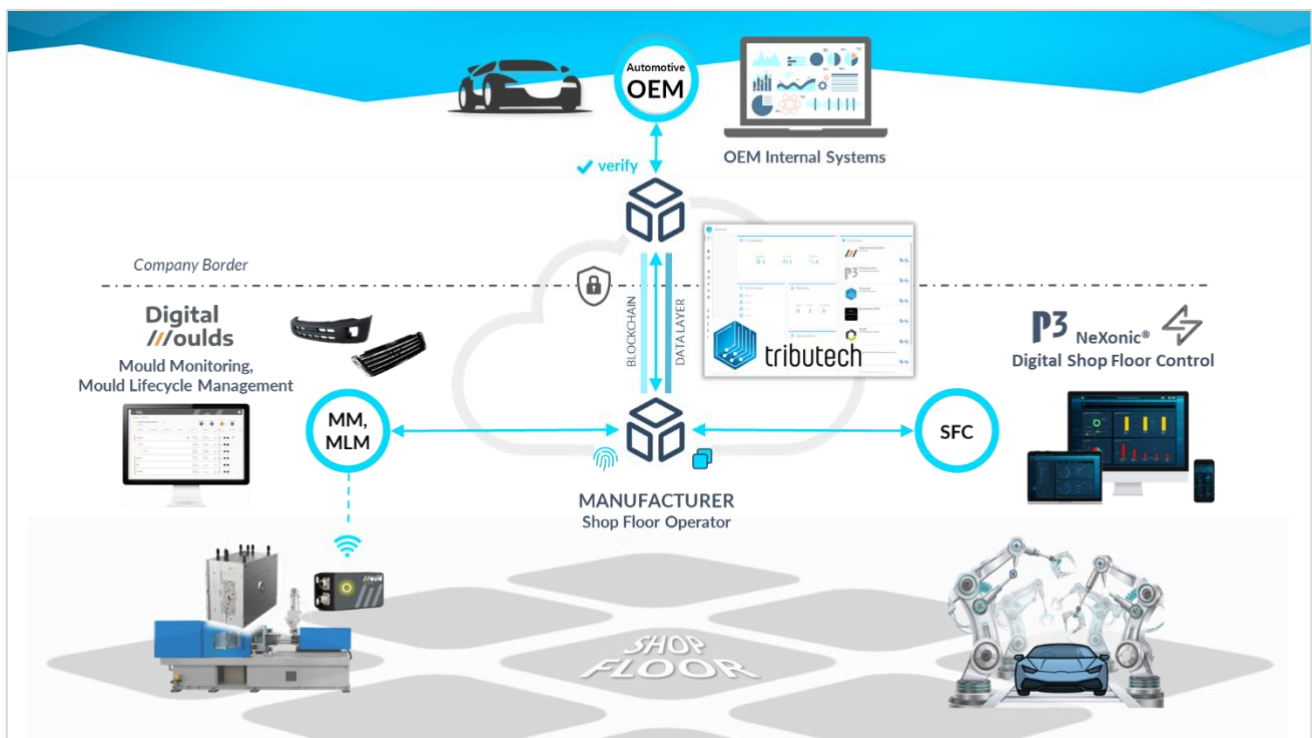 Automotive
OEM
OEM Internal Systems
verify
Company Border
BLOCKCHAIN
DATA LAYER
tributech
Digital
Moulds
Mould Monitoring,
Mould Lifecycle Management
P3 NeXonic®
Digital Shop Floor Control
MM,
MLM
SFC
MANUFACTURER
Shop Floor Operator
SHOP
FLOOR